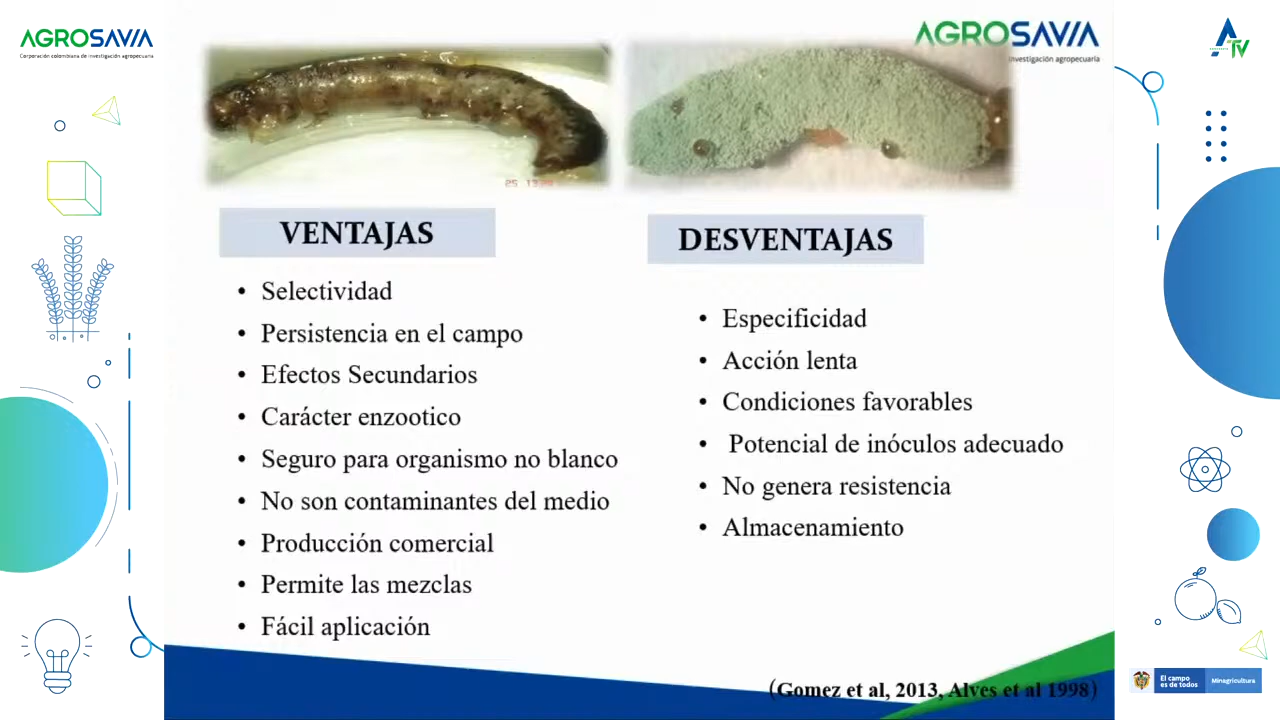 AGROSAVIA
Corporación colombiana de investigación agropecuaria
AGROSAVIA
investigación agropecuaria
TV
25 13
VENTAJAS
• Selectividad
• Persistencia en el campo
• Efectos Secundarios
• Carácter enzootico
• Seguro para organismo no blanco
• No son contaminantes del medio
• Producción comercial
• Permite las mezclas
• Fácil aplicación
DESVENTAJAS
• Especificidad
• Acción lenta
• Condiciones favorables
• Potencial de inóculos adecuado
• No genera resistencia
• Almacenamiento
(Gomez et al, 2013, Alves et al 1998)
El campo
es de todos
Minagricultura